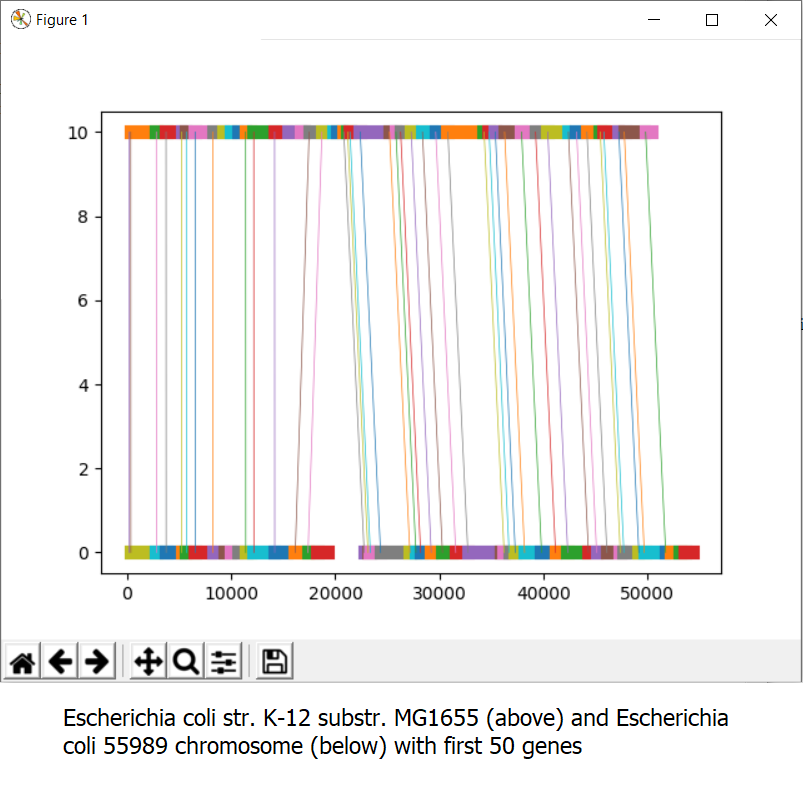 Figure 1
10
8
6
4
2
0
0 10000 20000 30000 40000 50000
Escherichia coli str. K-12 substr. MG1655 (above) and Escherichia
coli 55989 chromosome (below) with first 50 genes